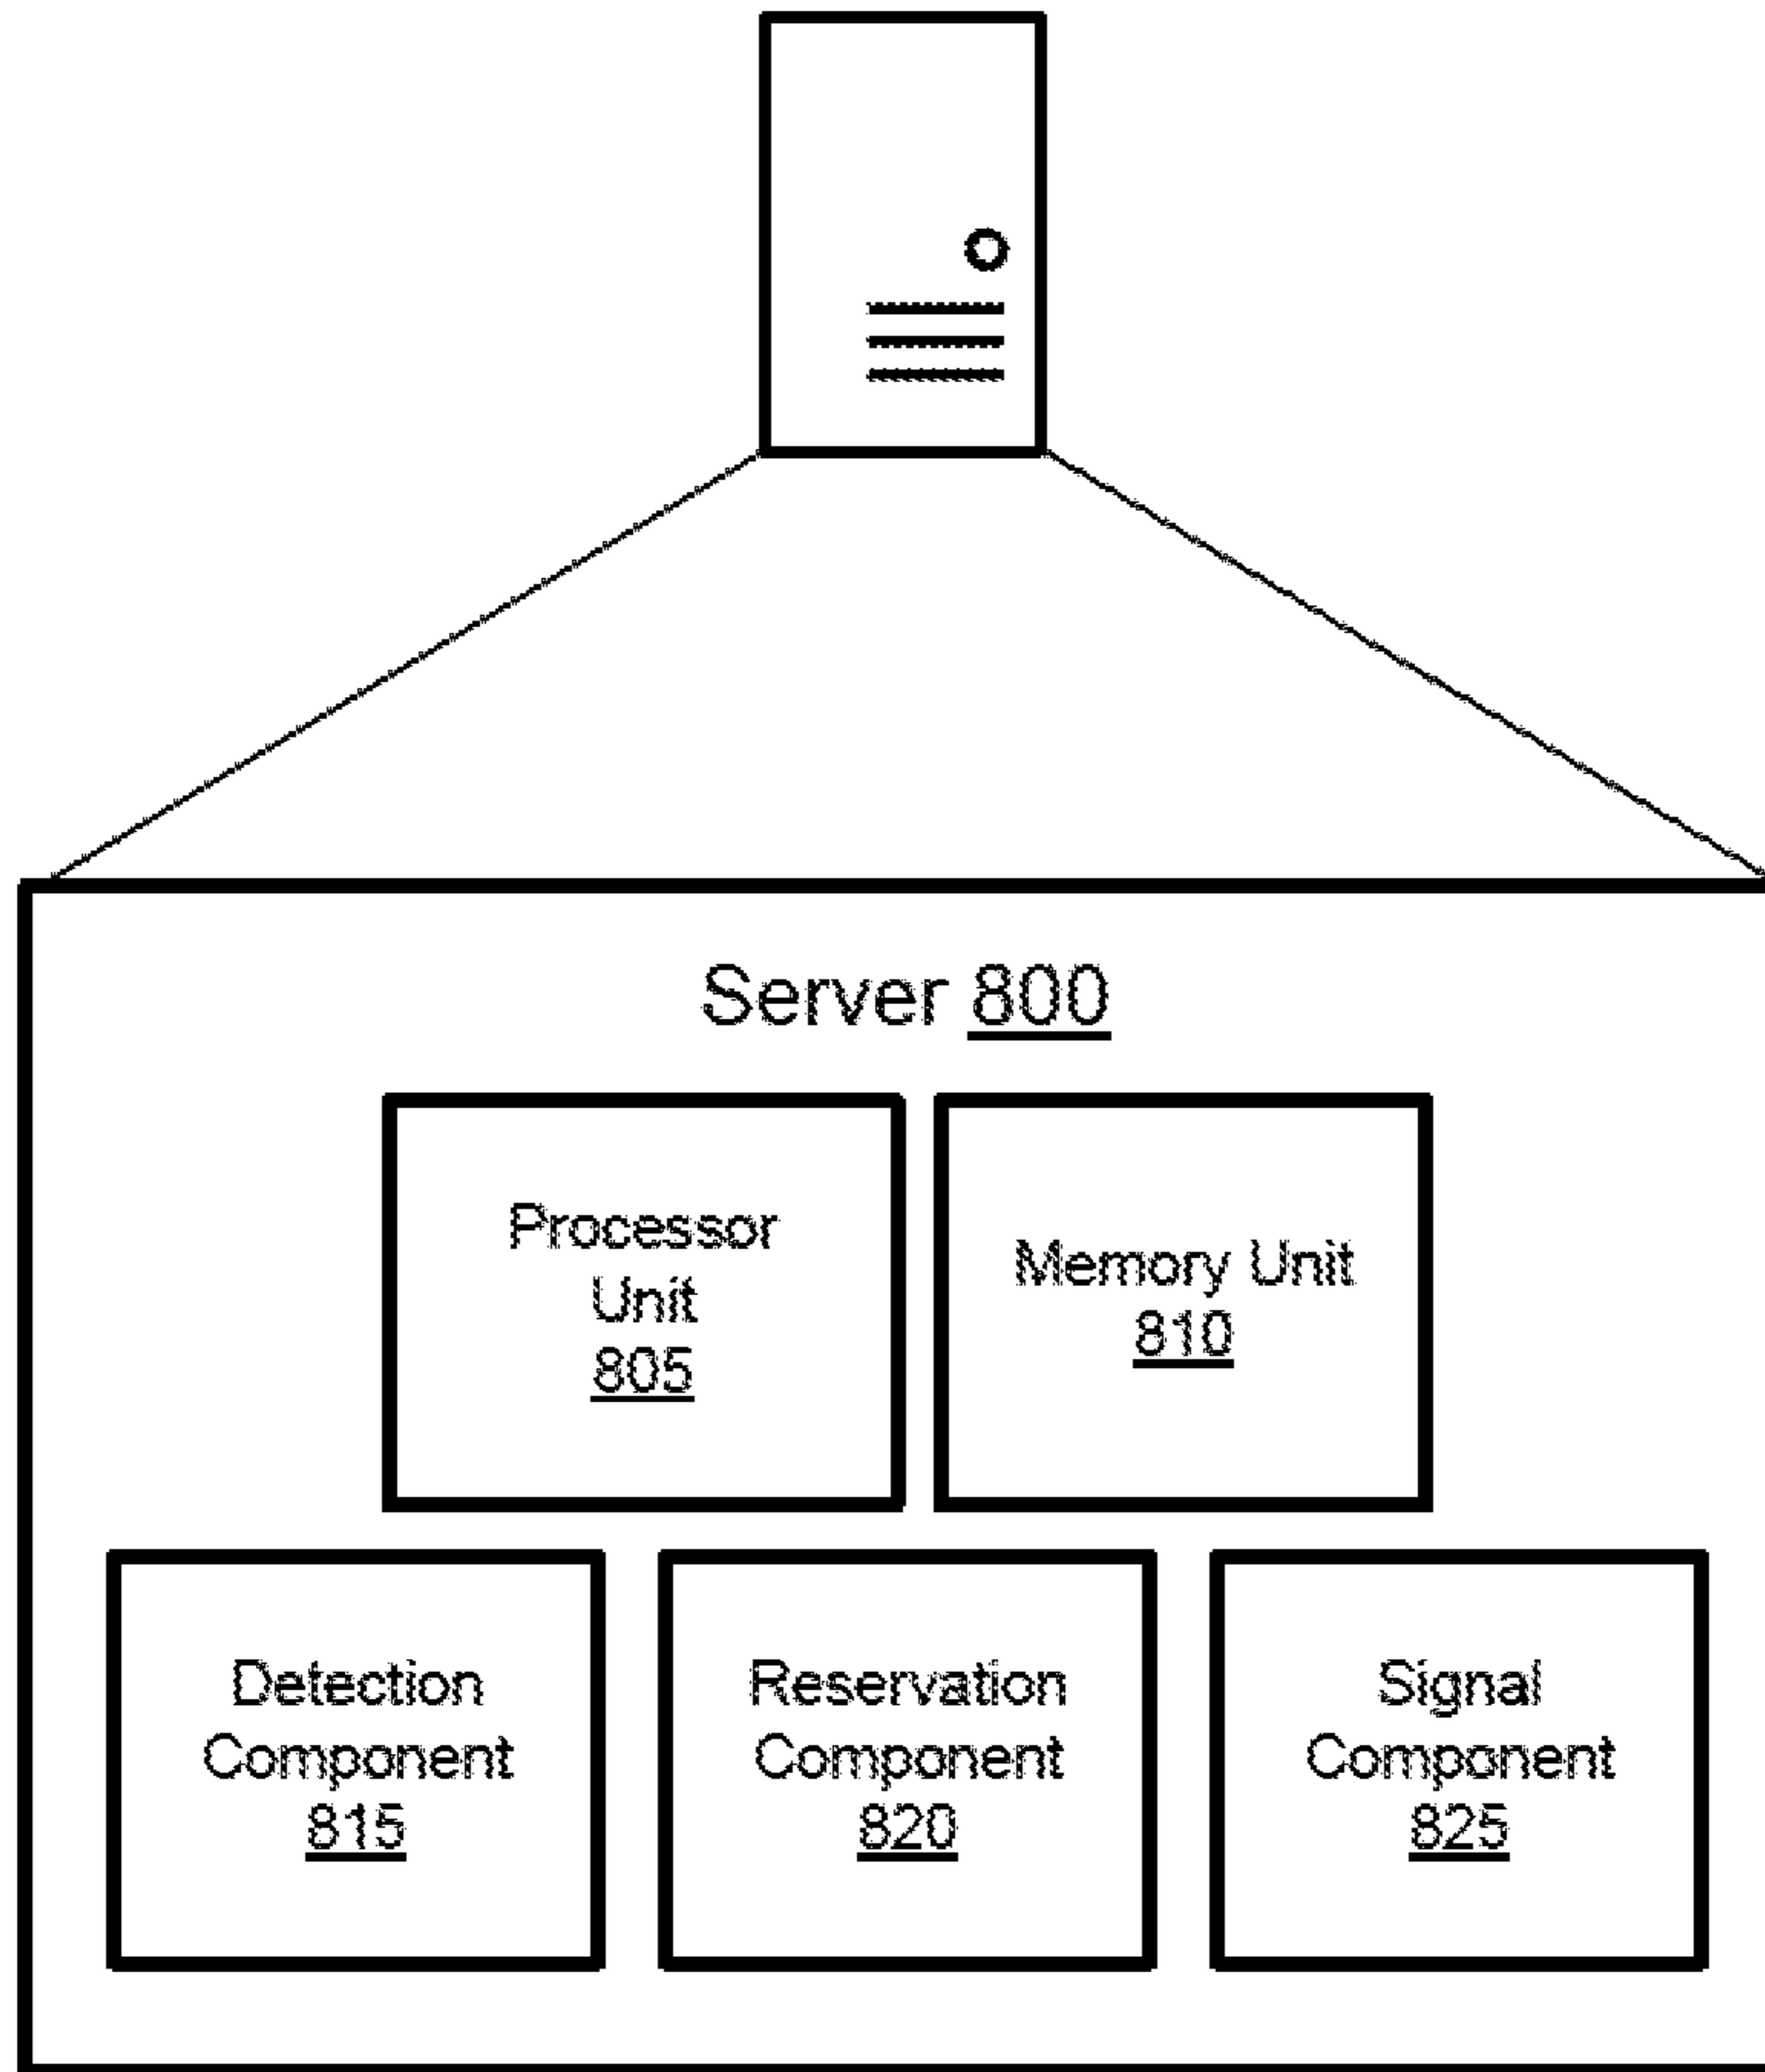 Server 800
Processor
Unit
805
Memory Unit
810
Detection
Component
815
Reservation
Component
820
Signal
Component
825